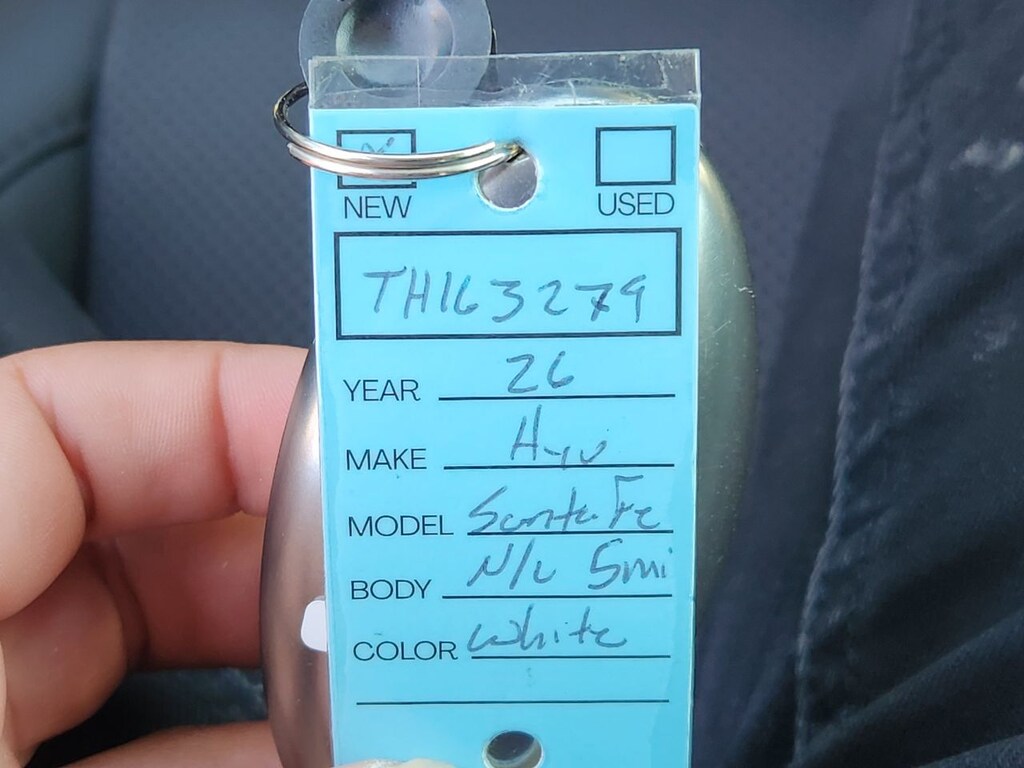 NEW USED
TH163279
YEAR 26
MAKE Hyu
MODEL Santa Fe
BODY N/C 5mi
COLOR White